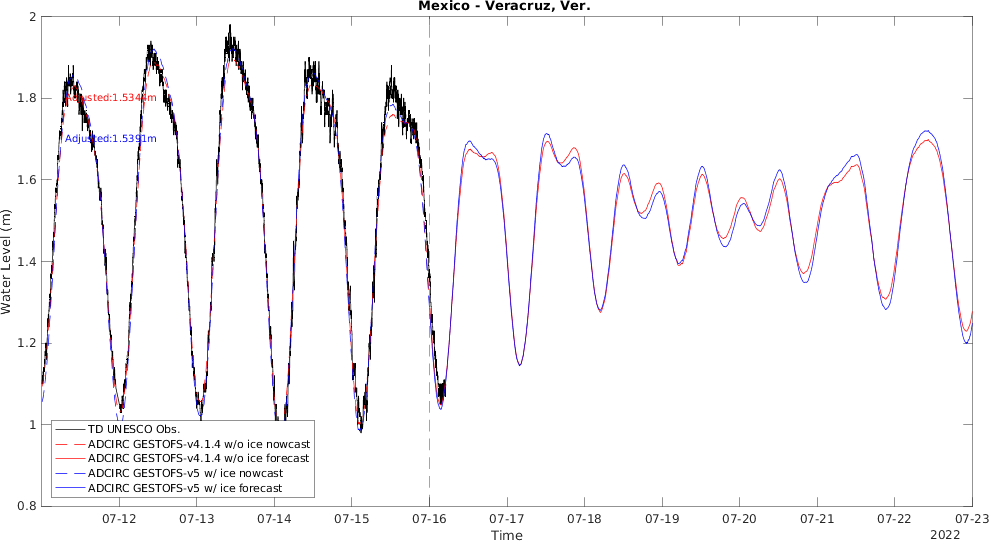 Mexico - Veracruz, Ver.
2
1.8
1.6
1.4
1.2
1
0.8
Water Level (m)
Adjusted:1.5344m
Adjusted:1.5391m
TD UNESCO Obs.
ADCIRC GESTOFS-v4.1.4 w/o ice nowcast
ADCIRC GESTOFS-v4.1.4 w/o ice forecast
ADCIRC GESTOFS-v5 w/ ice nowcast
ADCIRC GESTOFS-v5 w/ ice forecast
07-12 07-13 07-14 07-15 07-16 07-17 07-18 07-19 07-20 07-21 07-22 07-23
Time
2022